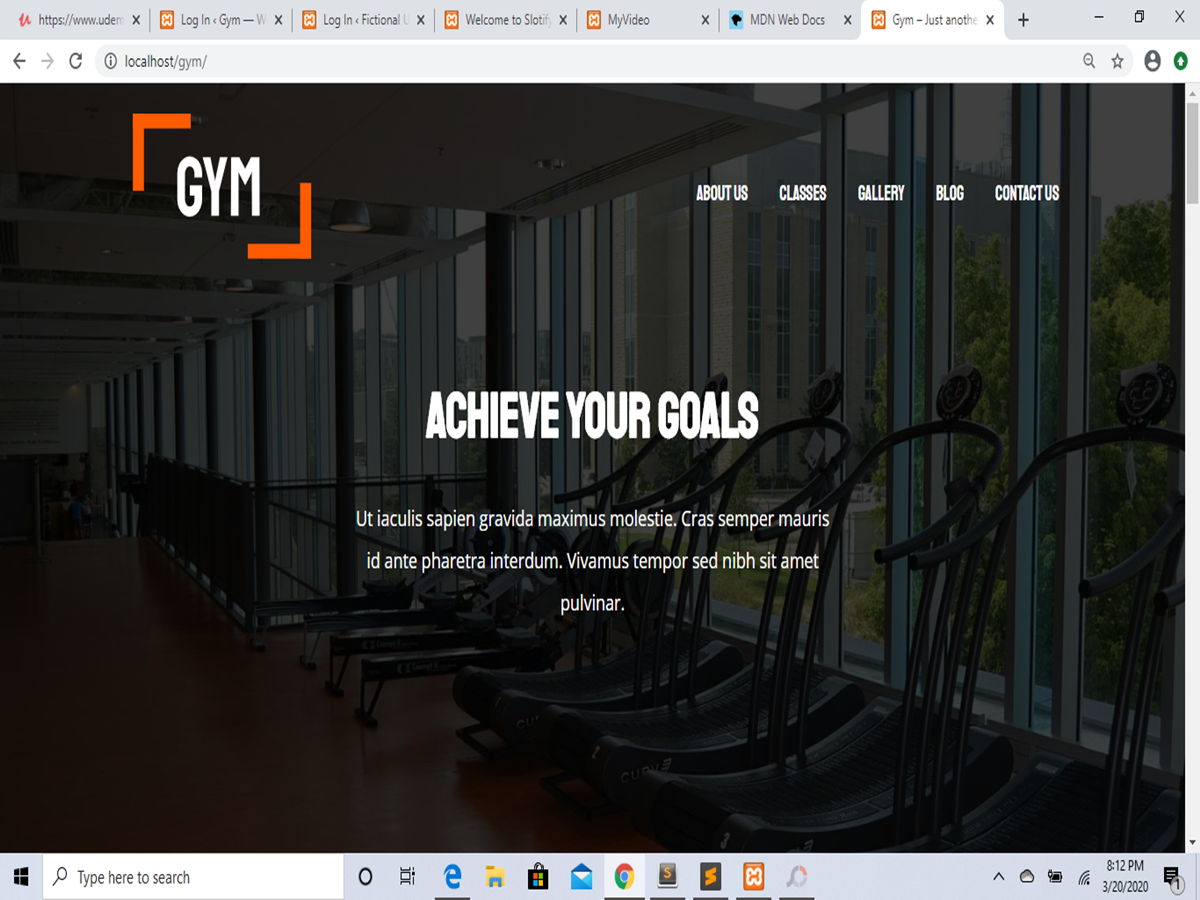 https://www.udem
Log In ‹ Gym — W
Log In ‹ Fictional U
Welcome to Slotify
MyVideo
MDN Web Docs
Gym – Just anothe
localhost/gym/
GYM
ABOUT US CLASSES GALLERY BLOG CONTACT US
ACHIEVE YOUR GOALS
Ut iaculis sapien gravida maximus molestie. Cras semper mauris
id ante pharetra interdum. Vivamus tempor sed nibh sit amet
pulvinar.
Type here to search
8:12 PM
3/20/2020
1